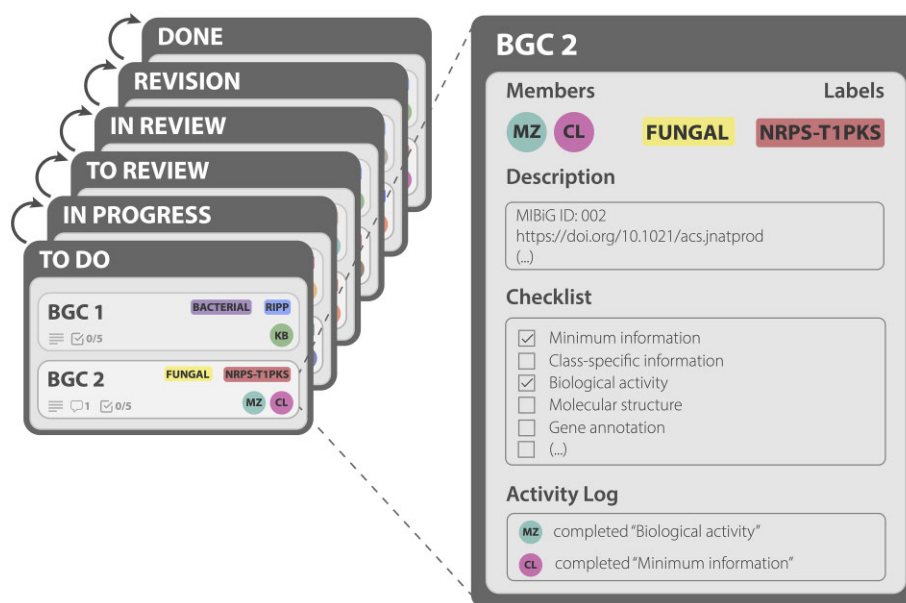 DONE
REVISION
IN REVIEW
TO REVIEW
IN PROGRESS
TO DO
BGC 1
BACTERIAL
RIPP
0/5
KB
BGC 2
FUNGAL
NRPS-T1PKS
1
0/5
MZ
CL
BGC 2
Members
Labels
MZ
CL
FUNGAL
NRPS-T1PKS
Description
MIBiG ID: 002
https://doi.org/10.1021/acs.jnatprod
(...)
Checklist
Minimum information
Class-specific information
Biological activity
Molecular structure
Gene annotation
(...)
Activity Log
MZ completed “Biological activity”
CL completed “Minimum information”